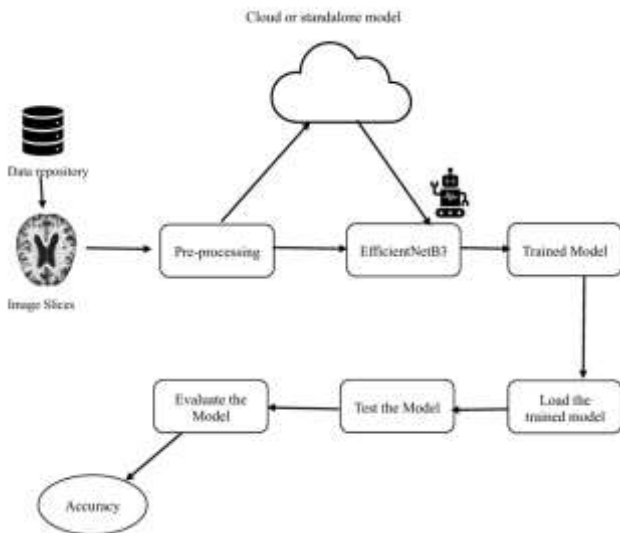 Cloud or standalone model
Data repository
Image Slices
Pre-processing
EfficientNetB3
Trained Model
Load the
trained model
Test the Model
Evaluate the
Model
Accuracy